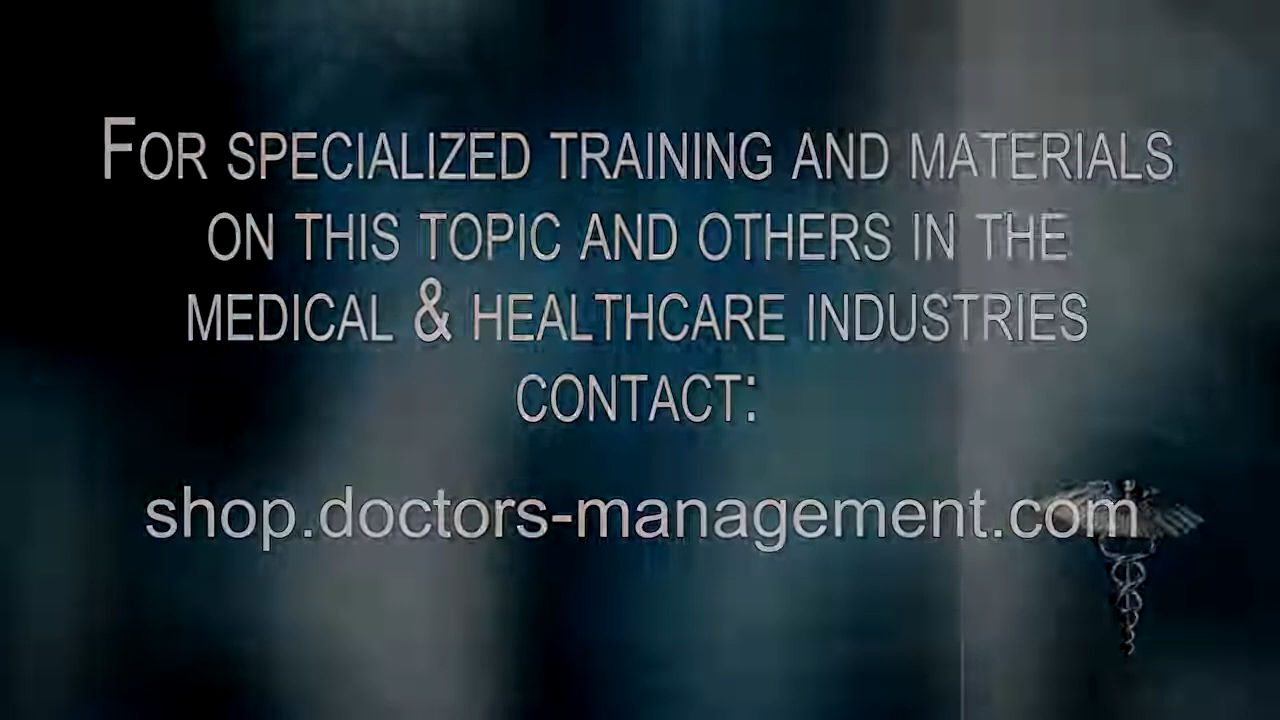 For specialized training and materials
on this topic and others in the
medical & healthcare industries
contact:
shop.doctors-management.com